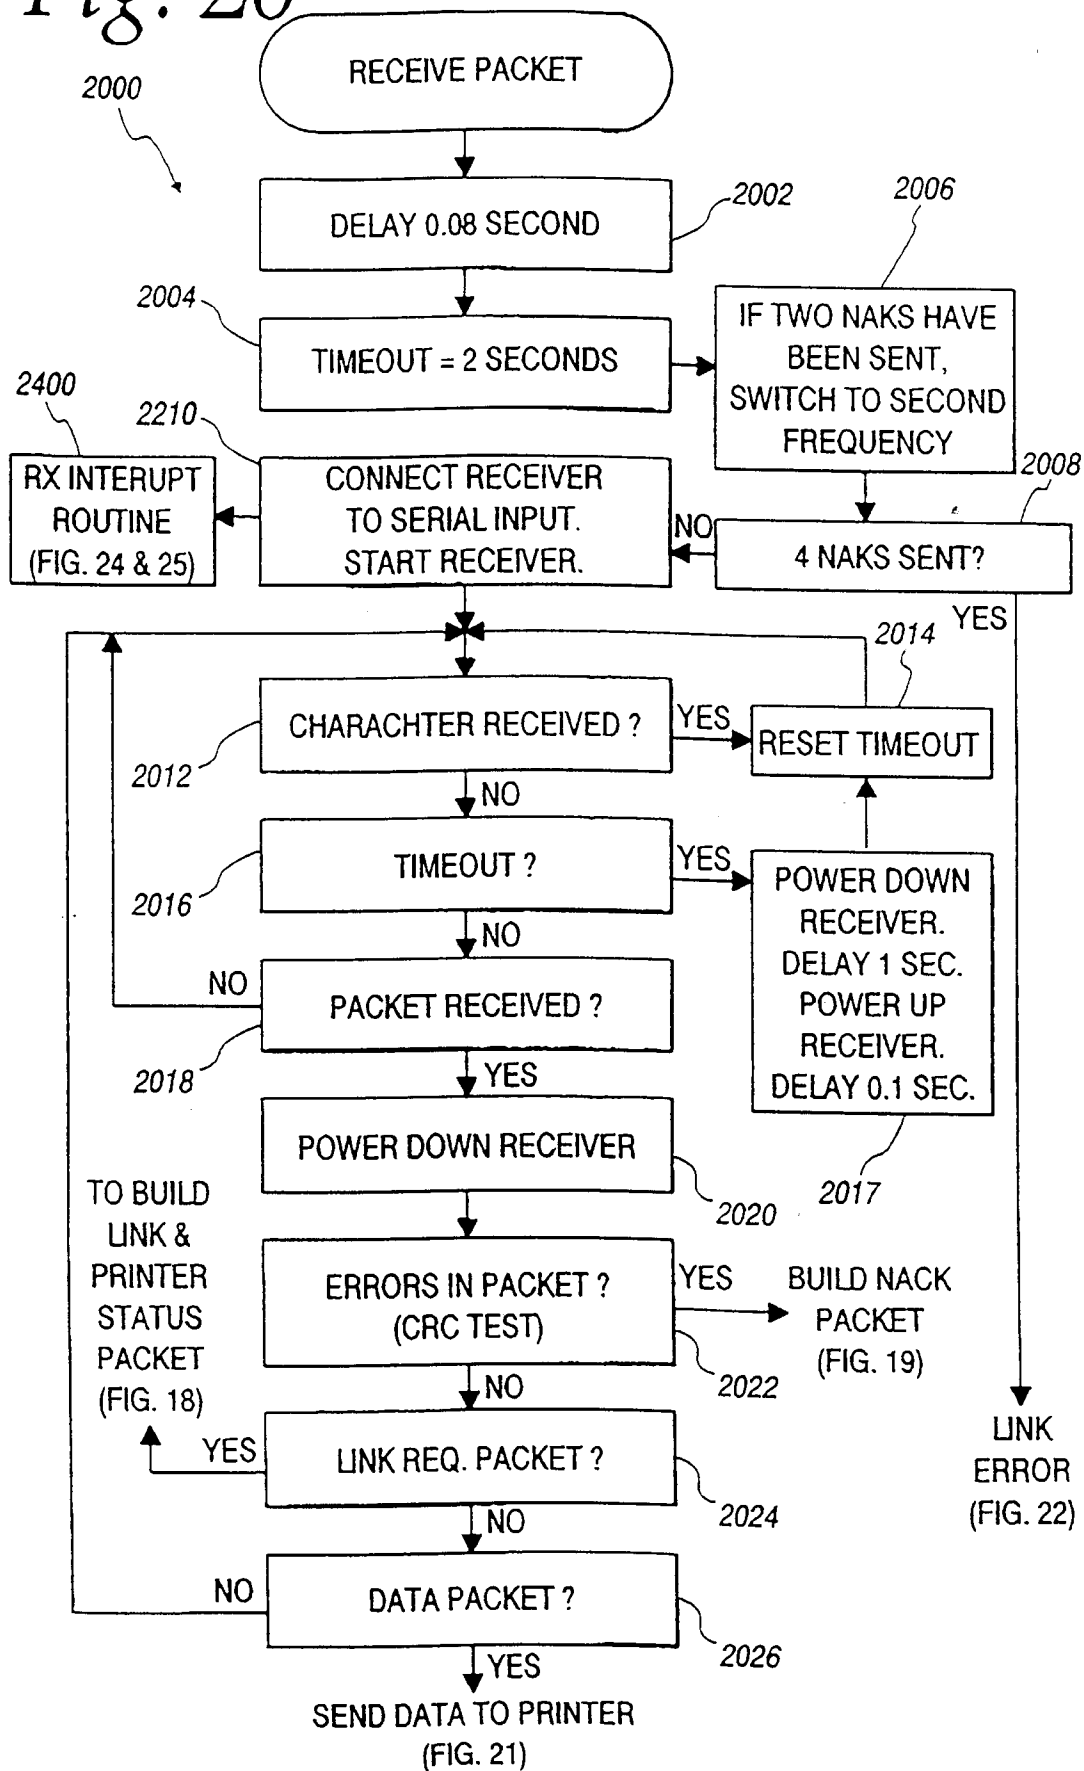 Fig. 20
RECEIVE PACKET
2000
DELAY 0.08 SECOND
2002
2006
2004
TIMEOUT = 2 SECONDS
IF TWO NAKS HAVE
BEEN SENT,
SWITCH TO SECOND
FREQUENCY
2400
2210
2008
RX INTERUPT
ROUTINE
(FIG. 24 & 25)
CONNECT RECEIVER
TO SERIAL INPUT.
START RECEIVER.
NO
4 NAKS SENT?
YES
2014
CHARACHTER RECEIVED ?
YES
RESET TIMEOUT
2012
NO
TIMEOUT ?
YES
2016
POWER DOWN
RECEIVER.
DELAY 1 SEC.
POWER UP
RECEIVER.
DELAY 0.1 SEC.
NO
NO
PACKET RECEIVED ?
2018
YES
2017
POWER DOWN RECEIVER
2020
TO BUILD
LINK &
PRINTER
STATUS
PACKET
(FIG. 18)
ERRORS IN PACKET ?
(CRC TEST)
YES
BUILD NACK
PACKET
(FIG. 19)
2022
NO
YES
LINK REQ. PACKET ?
2024
LINK
ERROR
(FIG. 22)
NO
NO
DATA PACKET ?
2026
YES
SEND DATA TO PRINTER
(FIG. 21)